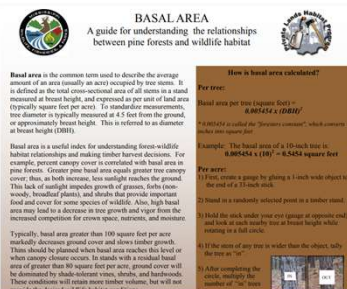 BASAL AREA
A guide for understanding the relationships
between pine forests and wildlife habitat
Basal area is the common term used to describe the average
amount of an area (usually an acre) occupied by tree stems. It
is defined as the total cross-sectional area of all stems in a stand
measured at breast height, and expressed as per unit of land area
(typically square feet per acre). To standardize measurements,
tree diameter is typically measured at 4.5 feet from the ground,
or approximately breast height. This is referred to as diameter
at breast height (DBH).
Basal area is a useful index for understanding forest-wildlife
habitat relationships and making timber harvest decisions. For
example, percent canopy cover is correlated with basal area in
pine forests. Greater pine basal area equals greater tree canopy
cover; thus, as both increase, less sunlight reaches the ground.
This lack of sunlight impedes growth of grasses, forbs (non-
woody, broadleaf plants), and shrubs that provide important
food and cover for some species of wildlife. Also, high basal
area may lead to a decrease in tree growth and vigor from the
increased competition for crown space, nutrients, and moisture
Typically, basal area greater than 100 square feet per acre
markedly decreases ground cover and slows timber growth.
Thins should be planned when basal area reaches this level or
when canopy closure occurs. In stands with a residual basal
area of greater than 80 square feet per acre, ground cover will
be dominated by shade-tolerant vines, shrubs, and hardwoods.
These conditions will retain more timber volume, but will not
How is basal area calculated?
Per tree:
Basal area per tree (square feet) =
0.005454 x (DBH)²
* 0.005454 is called the "foresters constant", which converts
inches into square feet
Example: The basal area of a 10-inch tree is:
0.005454 x (10)² = 0.5454 square feet
Per acre:
1) First, create a gauge by gluing a 1-inch wide object to
the end of a 33-inch stick.
2) Stand in a randomly selected point in a timber stand.
3) Hold the stick under your eye (gauge at opposite end)
and look at each nearby tree at breast height while
rotating in a full circle.
4) If the stem of any tree is wider than the object, tally
the tree as "in"
5) After completing the
circle, multiply the
number of "in" trees
IN
OUT